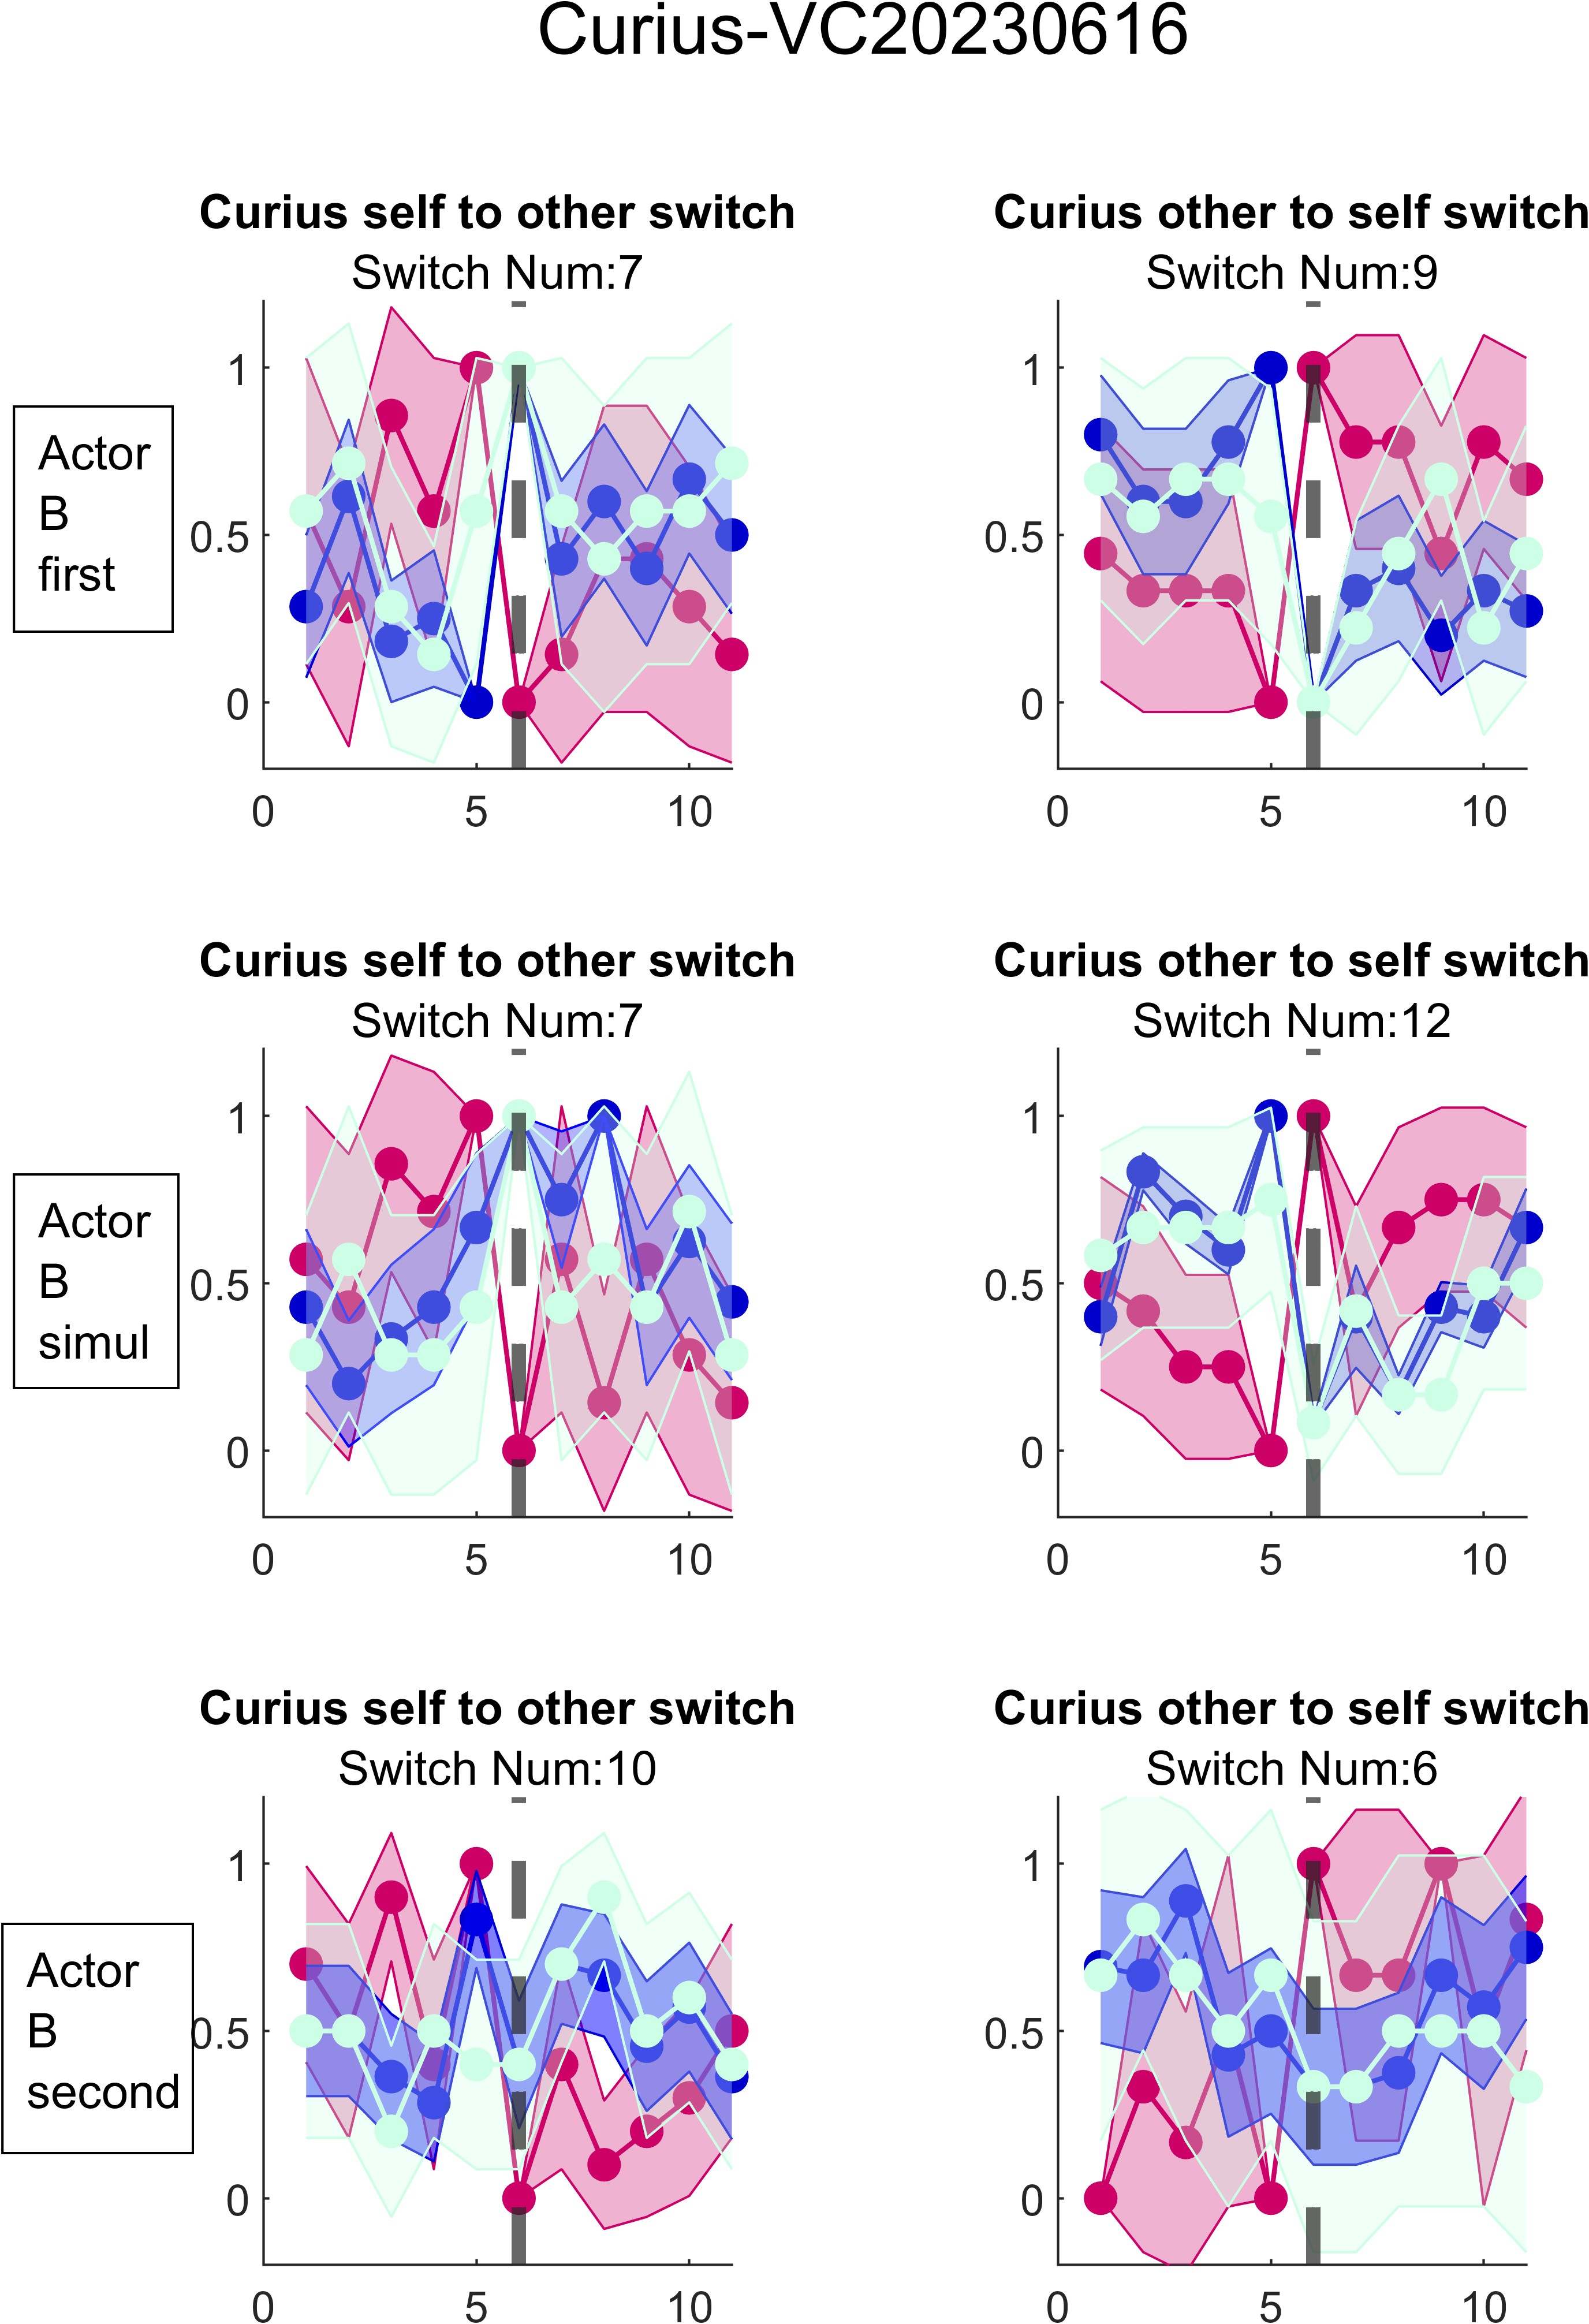 Curius-VC20230616
Curius self to other switch
Switch Num:7
Curius other to self switch
Switch Num:9
Actor
B
first
1
0.5
0
0
5
10
1
0.5
0
0
5
10
Curius self to other switch
Switch Num:7
Curius other to self switch
Switch Num:12
Actor
B
simul
1
0.5
0
0
5
10
1
0.5
0
0
5
10
Curius self to other switch
Switch Num:10
Curius other to self switch
Switch Num:6
Actor
B
second
1
0.5
0
0
5
10
1
0.5
0
0
5
10